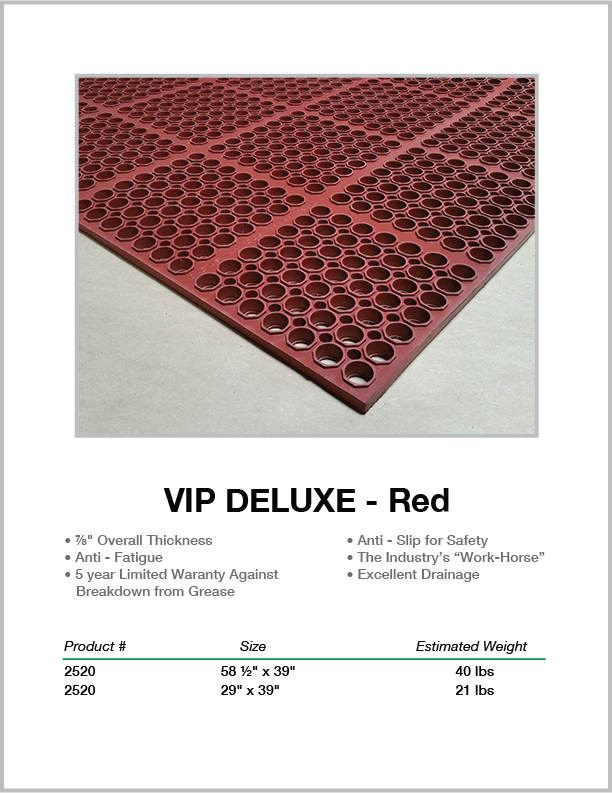 VIP DELUXE - Red
• ⅞" Overall Thickness
• Anti - Fatigue
• 5 year Limited Waranty Against
Breakdown from Grease
• Anti - Slip for Safety
• The Industry's “Work-Horse”
• Excellent Drainage
Product # Size Estimated Weight
2520 58 ½" x 39" 40 lbs
2520 29" x 39" 21 lbs